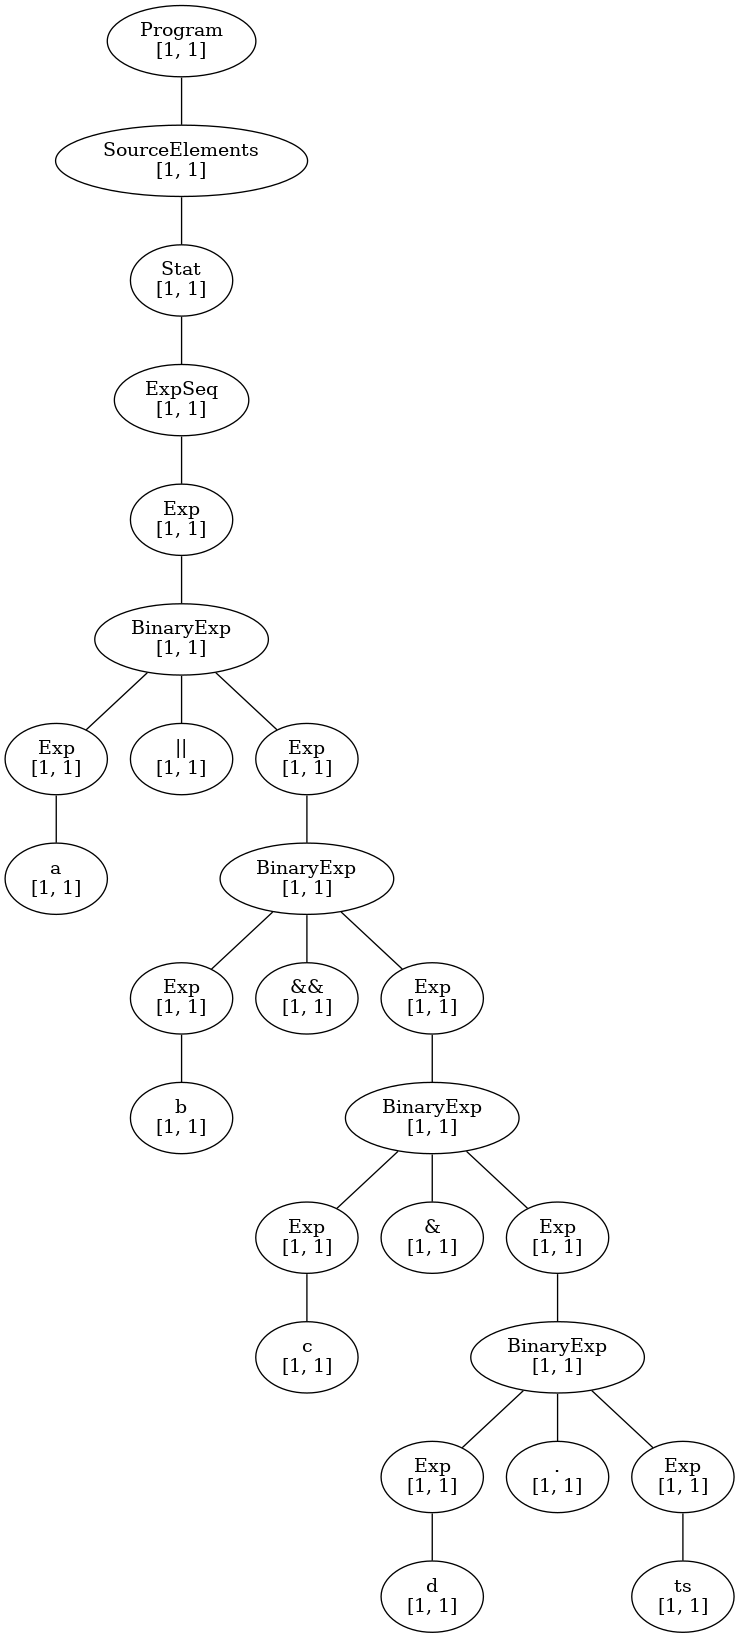 Program
[1, 1]
SourceElements
[1, 1]
Stat
[1, 1]
ExpSeq
[1, 1]
Exp
[1, 1]
BinaryExp
[1, 1]
Exp
[1, 1]
||
[1, 1]
Exp
[1, 1]
a
[1, 1]
BinaryExp
[1, 1]
Exp
[1, 1]
&&
[1, 1]
Exp
[1, 1]
b
[1, 1]
BinaryExp
[1, 1]
Exp
[1, 1]
&
[1, 1]
Exp
[1, 1]
c
[1, 1]
BinaryExp
[1, 1]
Exp
[1, 1]
.
[1, 1]
Exp
[1, 1]
d
[1, 1]
ts
[1, 1]